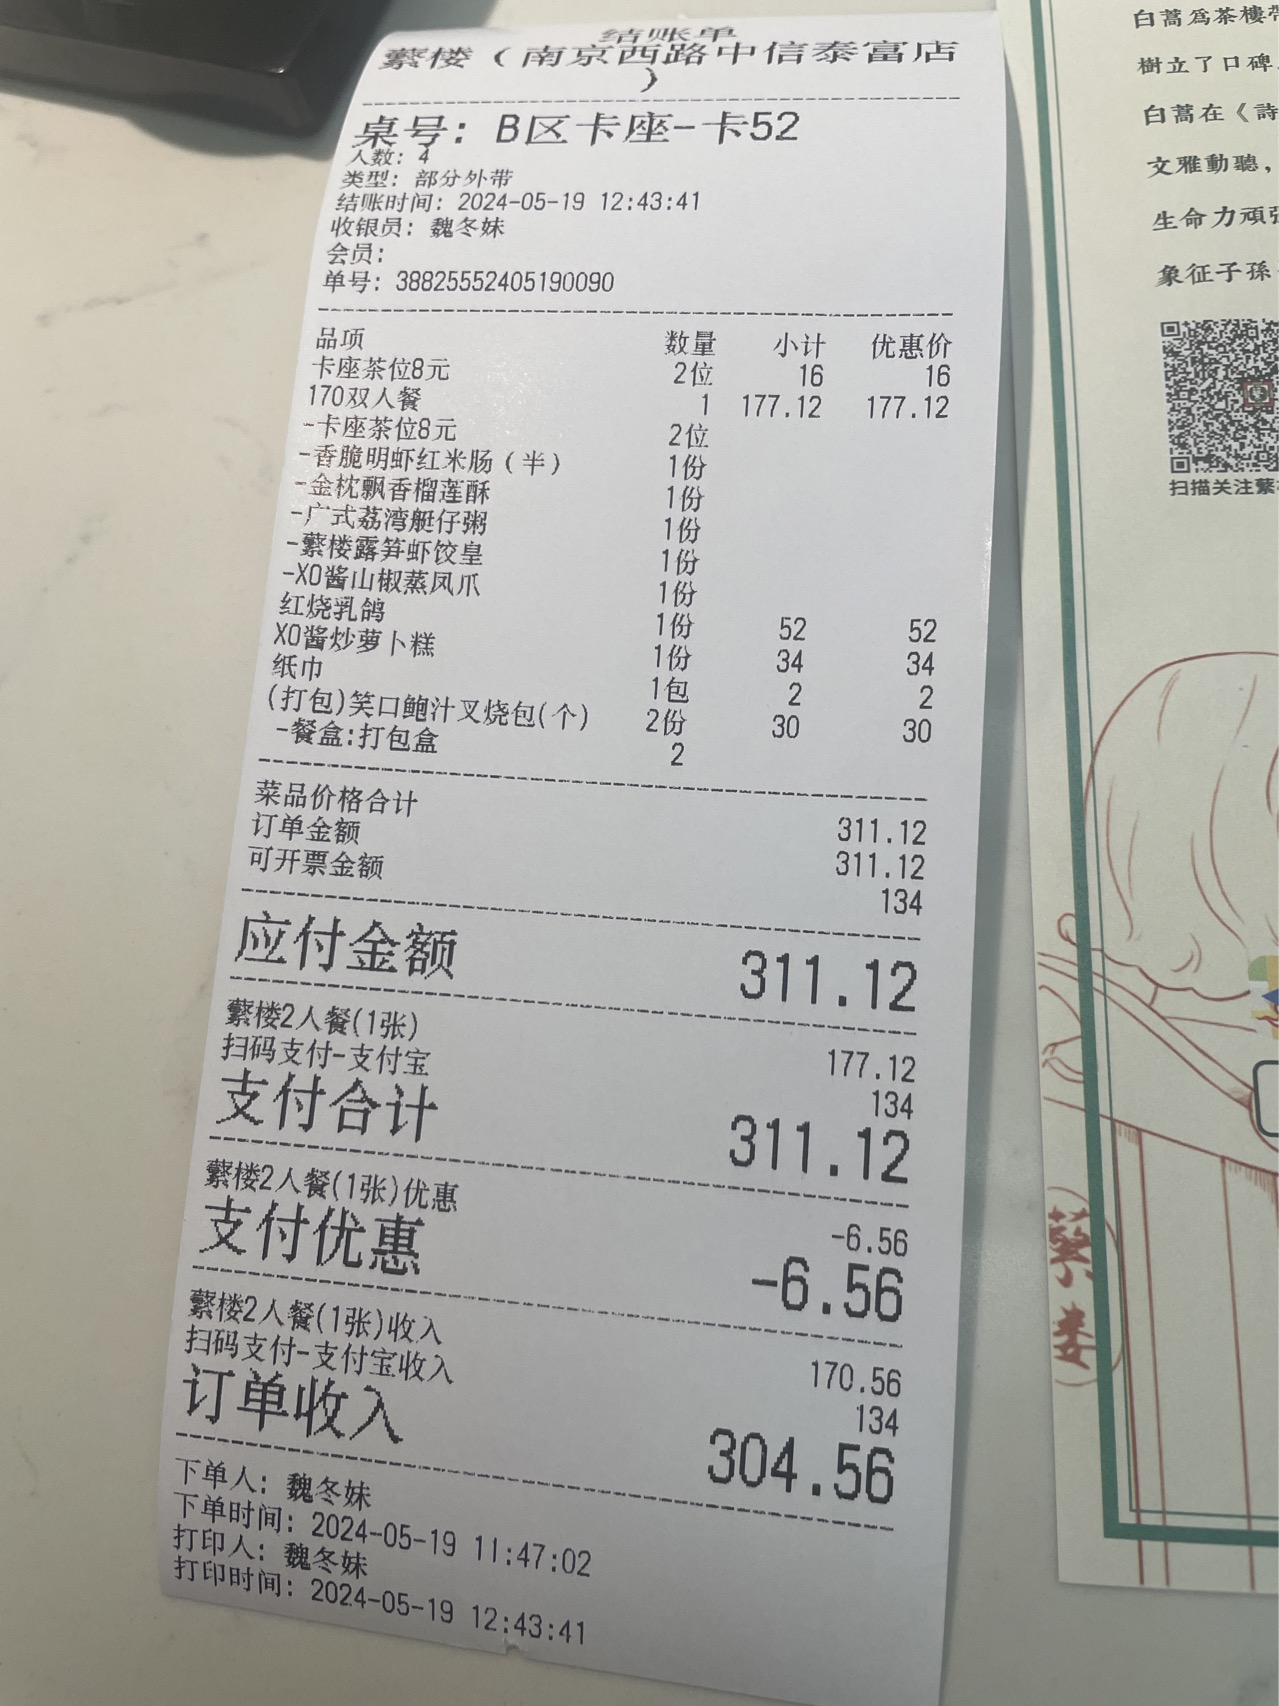 结账单
蘩楼（南京西路中信泰富店
）
桌号: B区卡座-卡52
人数: 4
类型: 部分外带
结账时间: 2024-05-19 12:43:41
收银员: 魏冬妹
会员:
单号: 38825552405190090
品项 数量 小计 优惠价
卡座茶位8元 2位 16 16
170双人餐 1 177.12 177.12
-卡座茶位8元 2位
-香脆明虾红米肠（半） 1份
-金枕飘香榴莲酥 1份
-广式荔湾艇仔粥 1份
-蘩楼露笋虾饺皇 1份
-XO酱山椒蒸凤爪 1份
红烧乳鸽 1份 52 52
XO酱炒萝卜糕 1份 34 34
纸巾 1包 2 2
(打包)笑口鲍汁叉烧包(个) 2份 30 30
-餐盒:打包盒 2
菜品价格合计 311.12
订单金额 311.12
可开票金额 134
应付金额 311.12
蘩楼2人餐(1张) 177.12
扫码支付-支付宝 134
支付合计 311.12
蘩楼2人餐(1张)优惠 -6.56
支付优惠 -6.56
蘩楼2人餐(1张)收入 170.56
扫码支付-支付宝收入 134
订单收入 304.56
下单人: 魏冬妹
下单时间: 2024-05-19 11:47:02
打印人: 魏冬妹
打印时间: 2024-05-19 12:43:41
白蒿爲茶樓
樹立了口碑
白蒿在《詩
文雅動聽，
生命力頑
象征子孫
扫描关注蘩